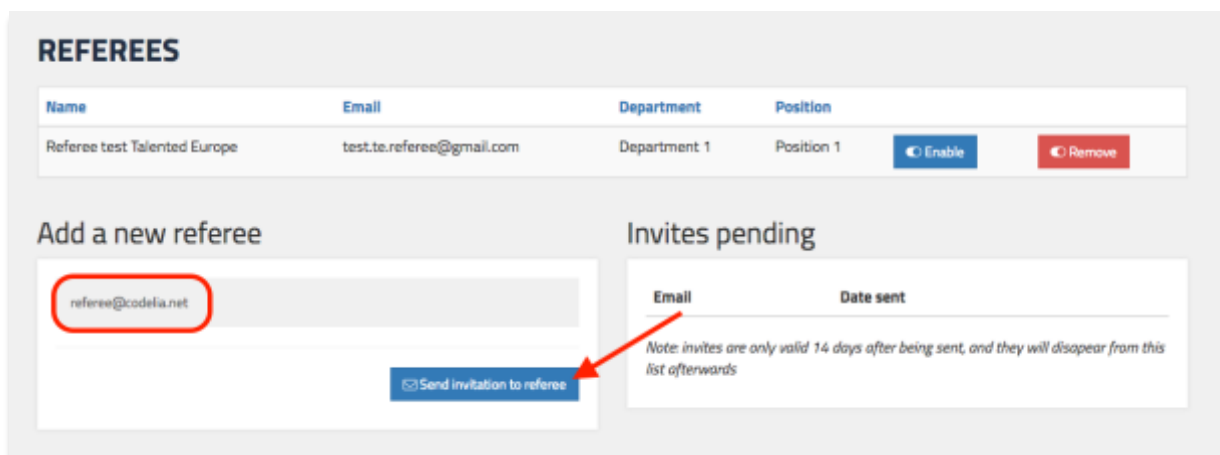 REFEREES
Name Email Department Position
Referee test Talented Europe test.te.referee@gmail.com Department 1 Position 1 Enable Remove
Add a new referee
referee@codelia.net
Send invitation to referee
Invites pending
Email Date sent
Note: invites are only valid 14 days after being sent, and they will disapear from this
list afterwards